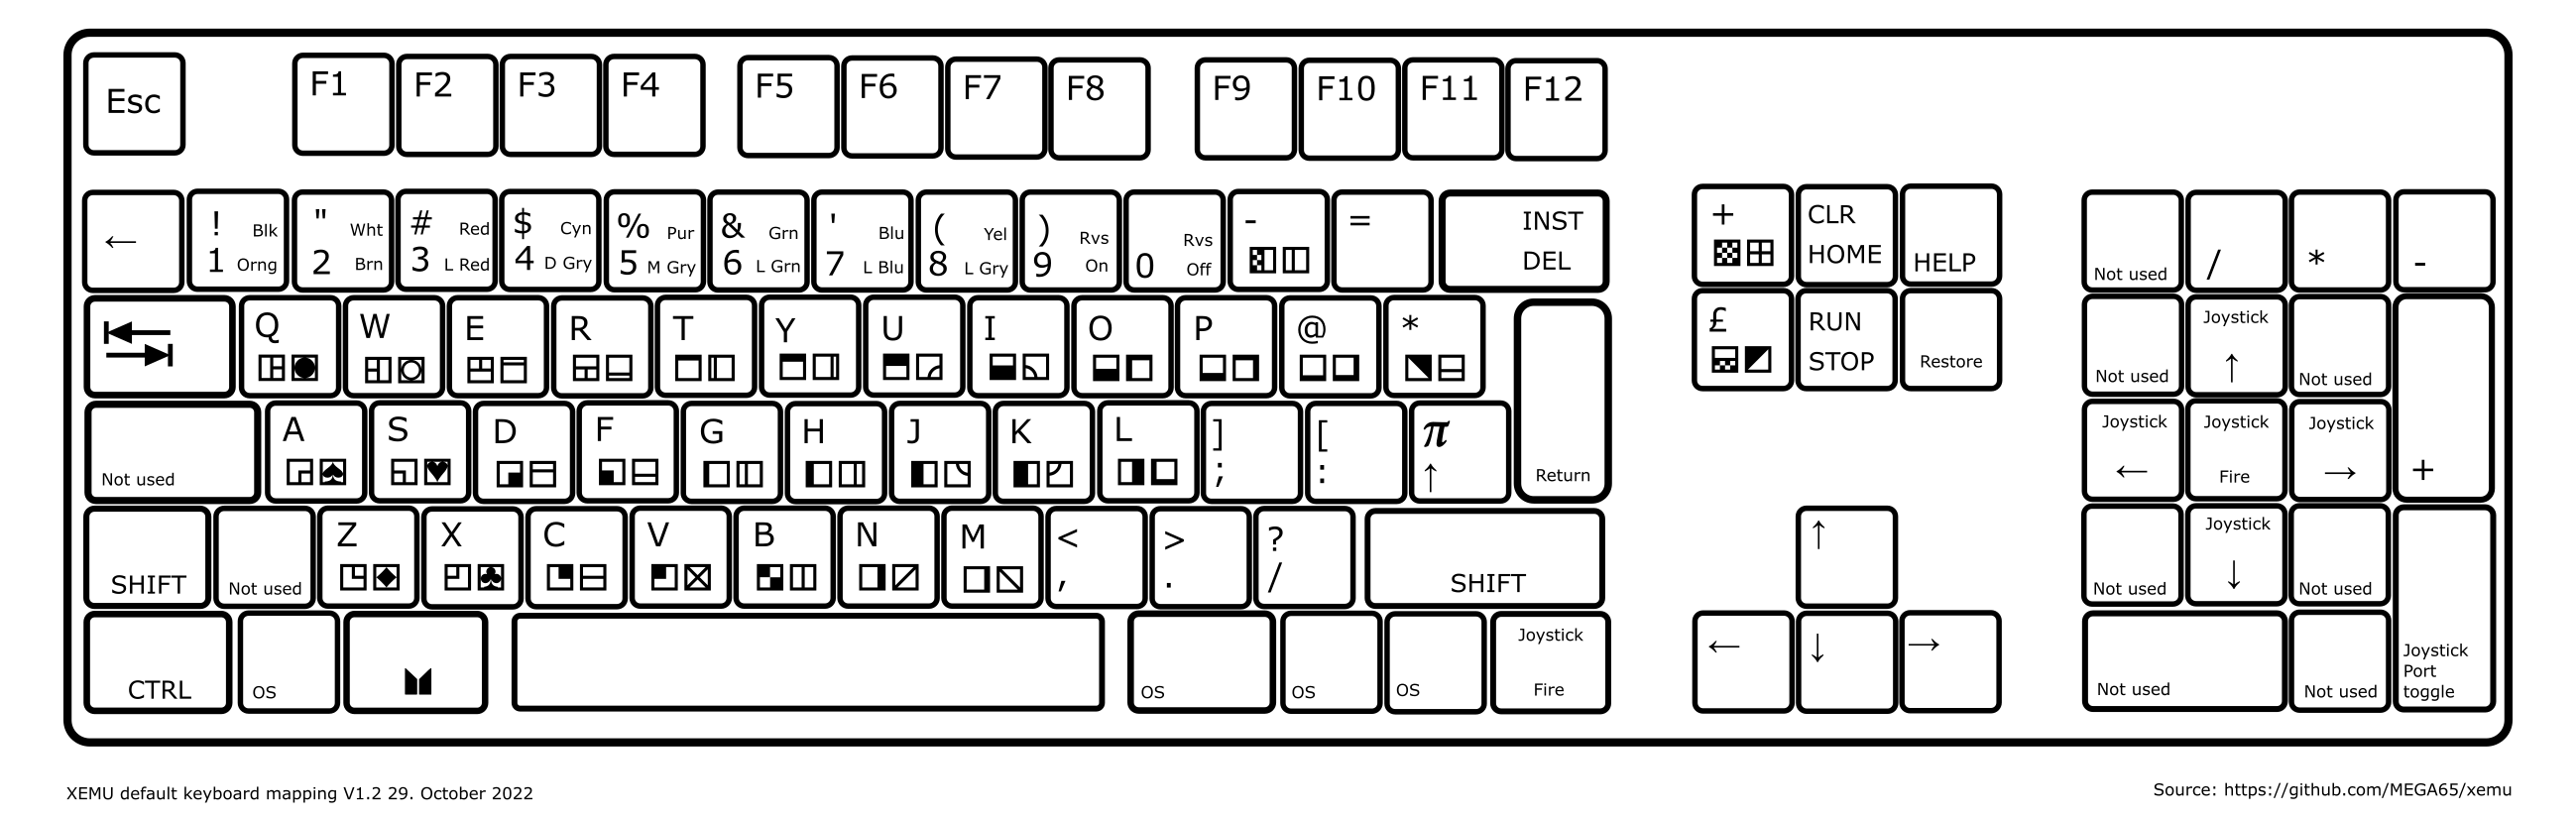 Esc
F1
F2
F3
F4
F5
F6
F7
F8
F9
F10
F11
F12
←
! Blk
1 Orng
" Wht
2 Brn
# Red
3 L Red
$ Cyn
4 D Gry
% Pur
5 M Gry
& Grn
6 L Grn
' Blu
7 L Blu
( Yel
8 L Gry
) Rvs
9 On
Rvs
0 Off
-
=
INST
DEL
+
CLR
HOME
HELP
Not used
/
*
-
Q
W
E
R
T
Y
U
I
O
P
@
*
Return
£
RUN
STOP
Restore
Not used
Joystick
↑
Not used
+
Not used
A
S
D
F
G
H
J
K
L
]
;
[
:
π
↑
Joystick
←
Joystick
Fire
Joystick
→
SHIFT
Not used
Z
X
C
V
B
N
M
<
,
>
.
?
/
SHIFT
↑
Not used
Joystick
↓
Not used
Joystick
Port
toggle
CTRL
OS
OS
OS
OS
Joystick
Fire
←
↓
→
Not used
Not used
XEMU default keyboard mapping V1.2 29. October 2022
Source: https://github.com/MEGA65/xemu